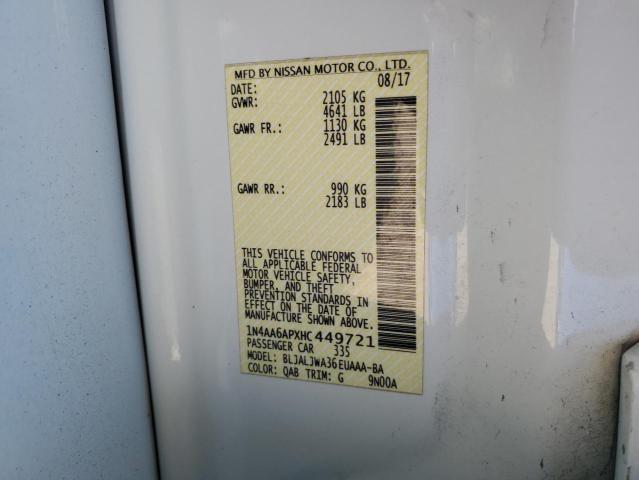 MFD BY NISSAN MOTOR CO., LTD.
DATE: 08/17
GVWR: 2105 KG
4641 LB
GAWR FR.: 1130 KG
2491 LB
GAWR RR.: 990 KG
2183 LB
THIS VEHICLE CONFORMS TO
ALL APPLICABLE FEDERAL
MOTOR VEHICLE SAFETY,
BUMPER, AND THEFT
PREVENTION STANDARDS IN
EFFECT ON THE DATE OF
MANUFACTURE SHOWN ABOVE.
1N4AA6APXHC449721
PASSENGER CAR 335
MODEL: BLJALJWA36EUAAA-BA
COLOR: QAB TRIM: G 9N00A